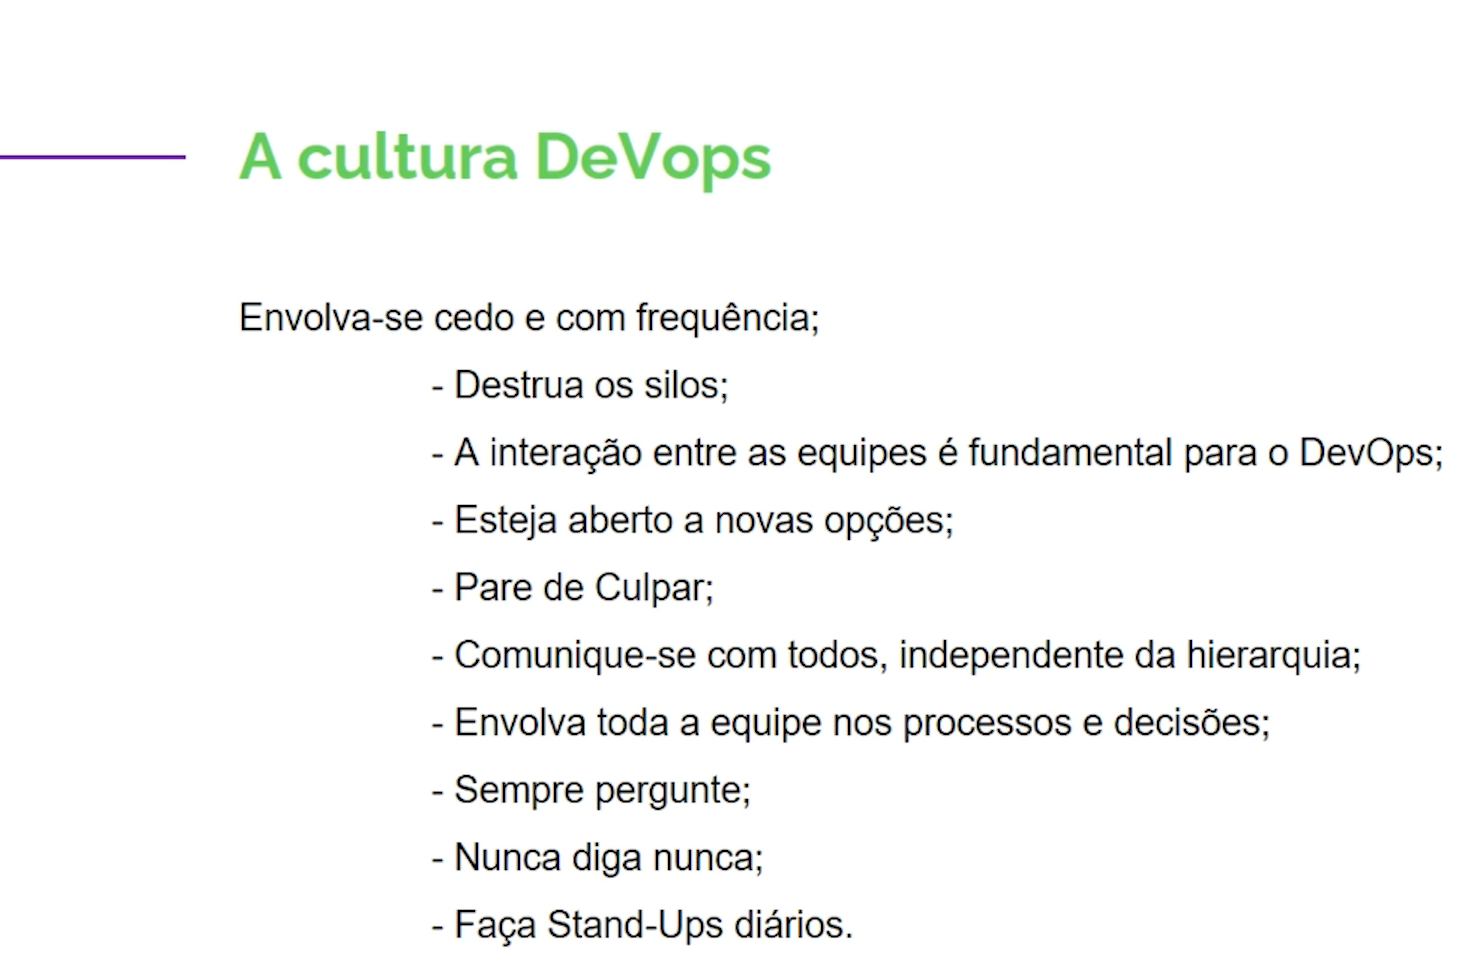 A cultura DeVops
Envolva-se cedo e com frequência;
- Destrua os silos;
- A interação entre as equipes é fundamental para o DevOps;
- Esteja aberto a novas opções;
- Pare de Culpar;
- Comunique-se com todos, independente da hierarquia;
- Envolva toda a equipe nos processos e decisões;
- Sempre pergunte;
- Nunca diga nunca;
- Faça Stand-Ups diários.